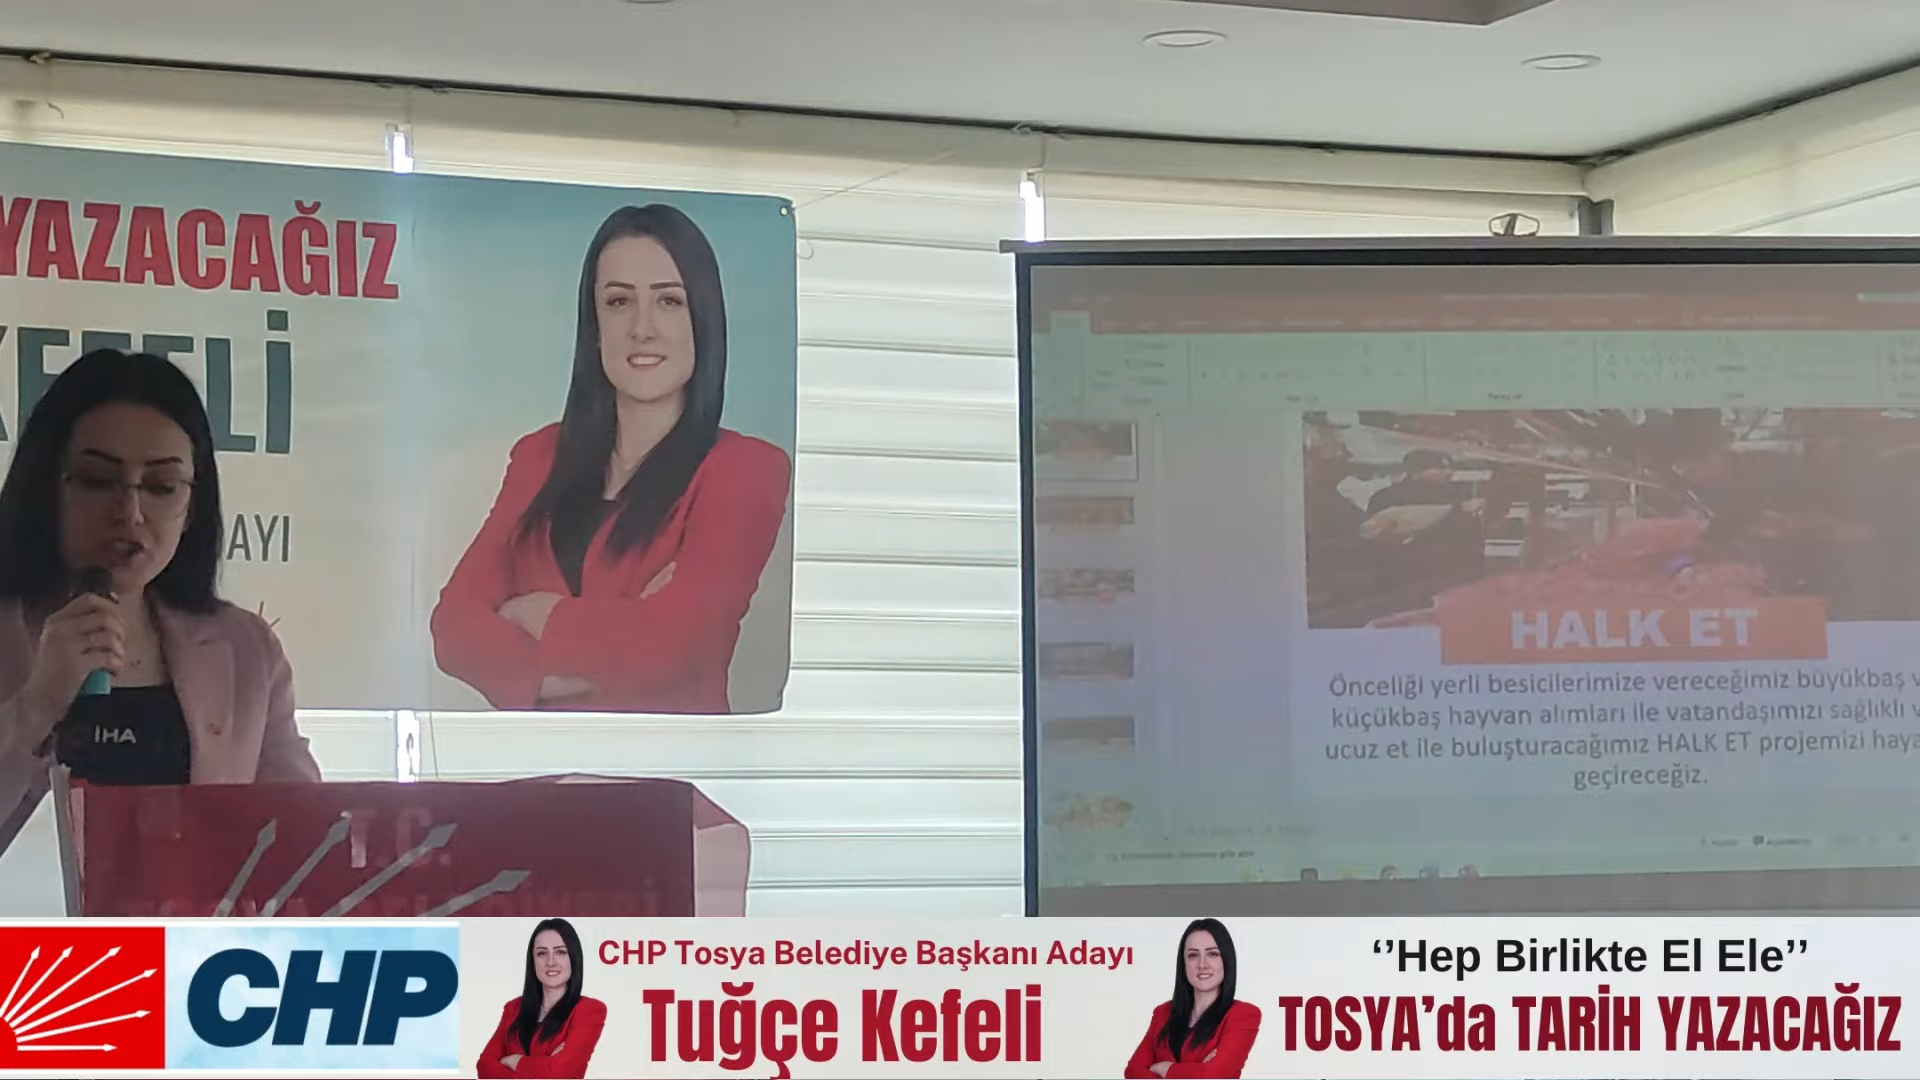 YAZACAĞIZ
KEFELİ
AYI
İHA
T.C.
HALK ET
Önceliği yerli besicilerimize vereceğimiz büyükbaş v
küçükbaş hayvan alımları ile vatandaşımızı sağlıklı v
ucuz et ile buluşturacağımız HALK ET projemizi haya
geçireceğiz.
CHP
CHP Tosya Belediye Başkanı Adayı
Tuğçe Kefeli
‘’Hep Birlikte El Ele’’
TOSYA’da TARİH YAZACAĞIZ